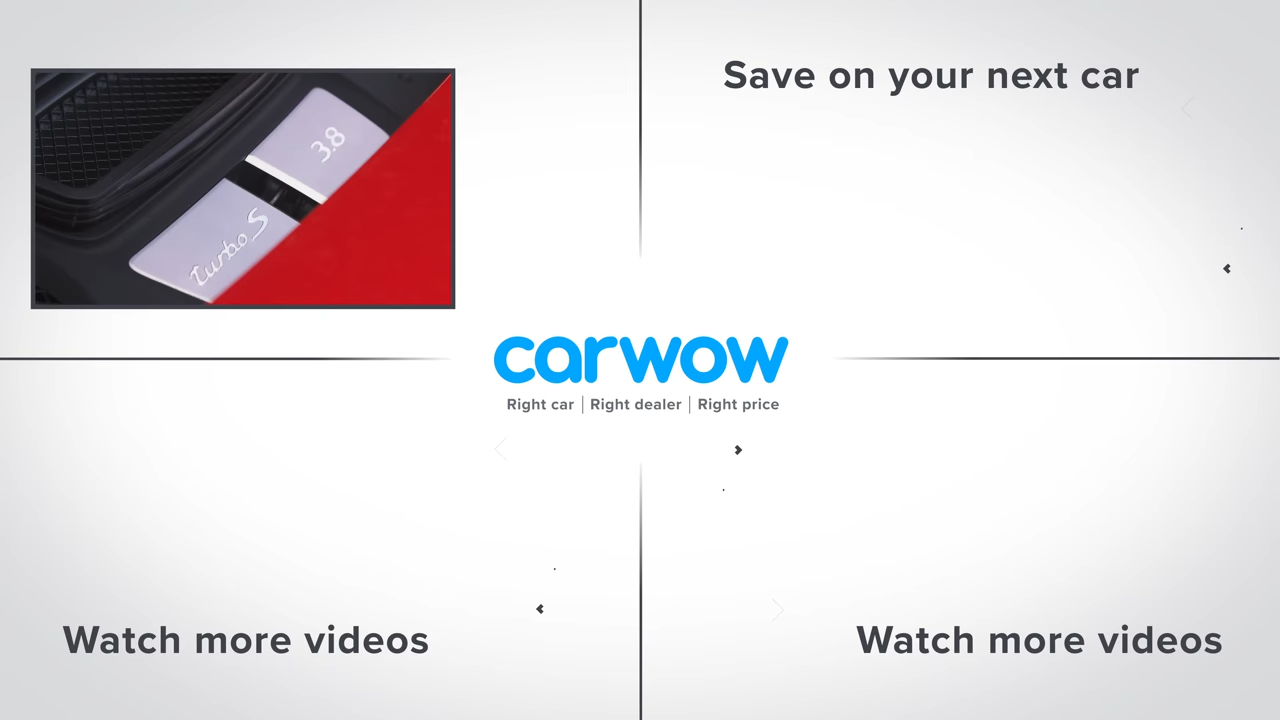 3.8
Turbo S
Save on your next car
carwow
Right car | Right dealer | Right price
Watch more videos
Watch more videos